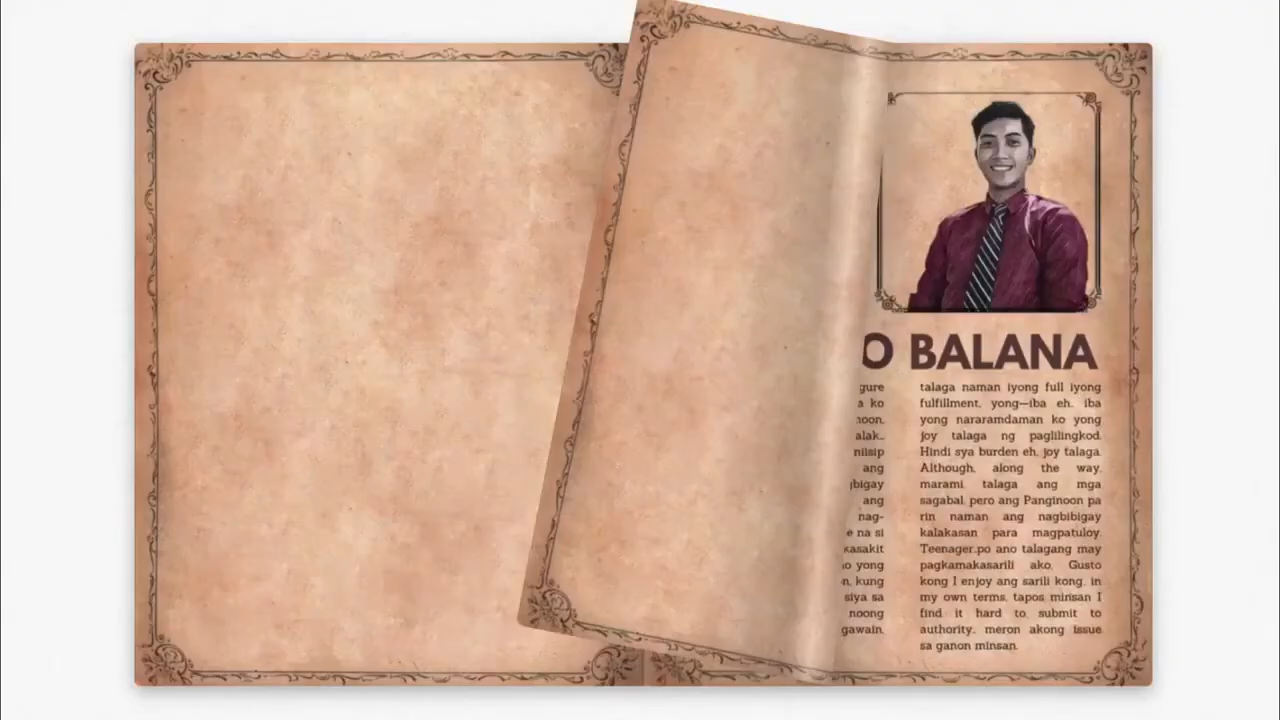 O BALANA
gure
a ko
noon,
alak..
niisip
ang
gbigay
ang
nag-
e na si
kasakit
o yong
n, kung
siya sa
noong
gawain.
talaga naman iyong full iyong
fulfillment, yong—iba eh, iba
yong nararamdaman ko yong
joy talaga ng paglilingkod.
Hindi sya burden eh, joy talaga.
Although, along the way,
marami talaga ang mga
sagabal, pero ang Panginoon pa
rin naman ang nagbibigay
kalakasan para magpatuloy.
Teenager..po ano talagang may
pagkamakasarili ako. Gusto
kong I enjoy ang sarili kong, in
my own terms, tapos minsan I
find it hard to submit to
authority.. meron akong issue
sa ganon minsan.